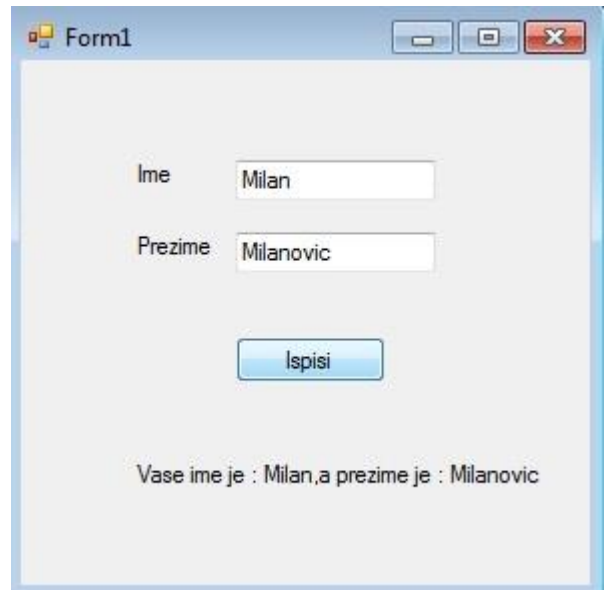 Form1
Ime Milan
Prezime Milanovic
Ispisi
Vase ime je : Milan,a prezime je : Milanovic